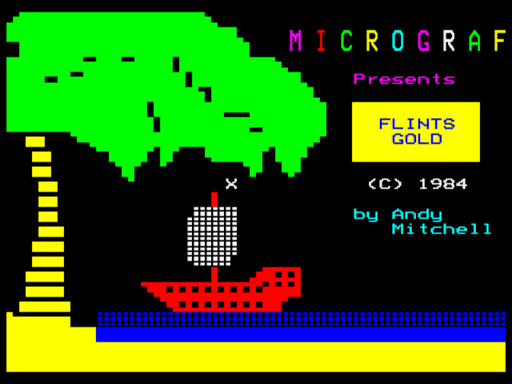 MICROGRAF
Presents
FLINTS
GOLD
X
(C) 1984
by Andy
Mitchell